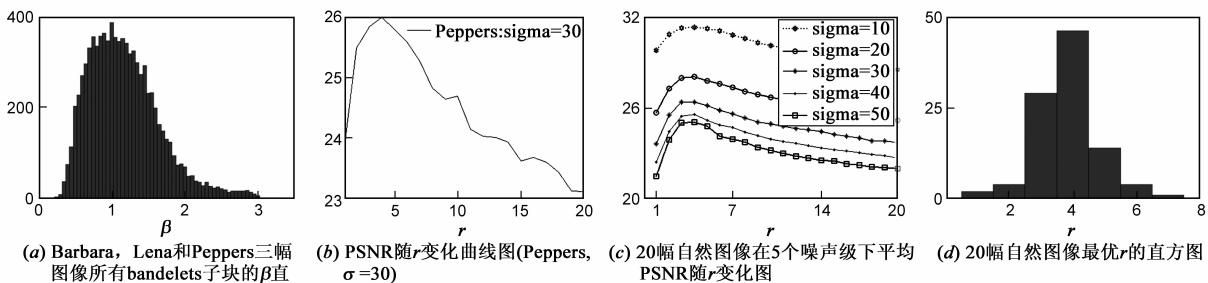 400
200
0
0
1
2
3
β
(a) Barbara，Lena和Peppers三幅
图像所有bandelets子块的β直
26
25
24
23
5
10
15
20
r
Peppers:sigma=30
(b) PSNR随r变化曲线图(Peppers,
σ =30)
32
26
20
1
7
14
20
r
sigma=10
sigma=20
sigma=30
sigma=40
sigma=50
(c) 20幅自然图像在5个噪声级下平均
PSNR随r变化图
50
25
0
2
4
6
8
r
(d) 20幅自然图像最优r的直方图